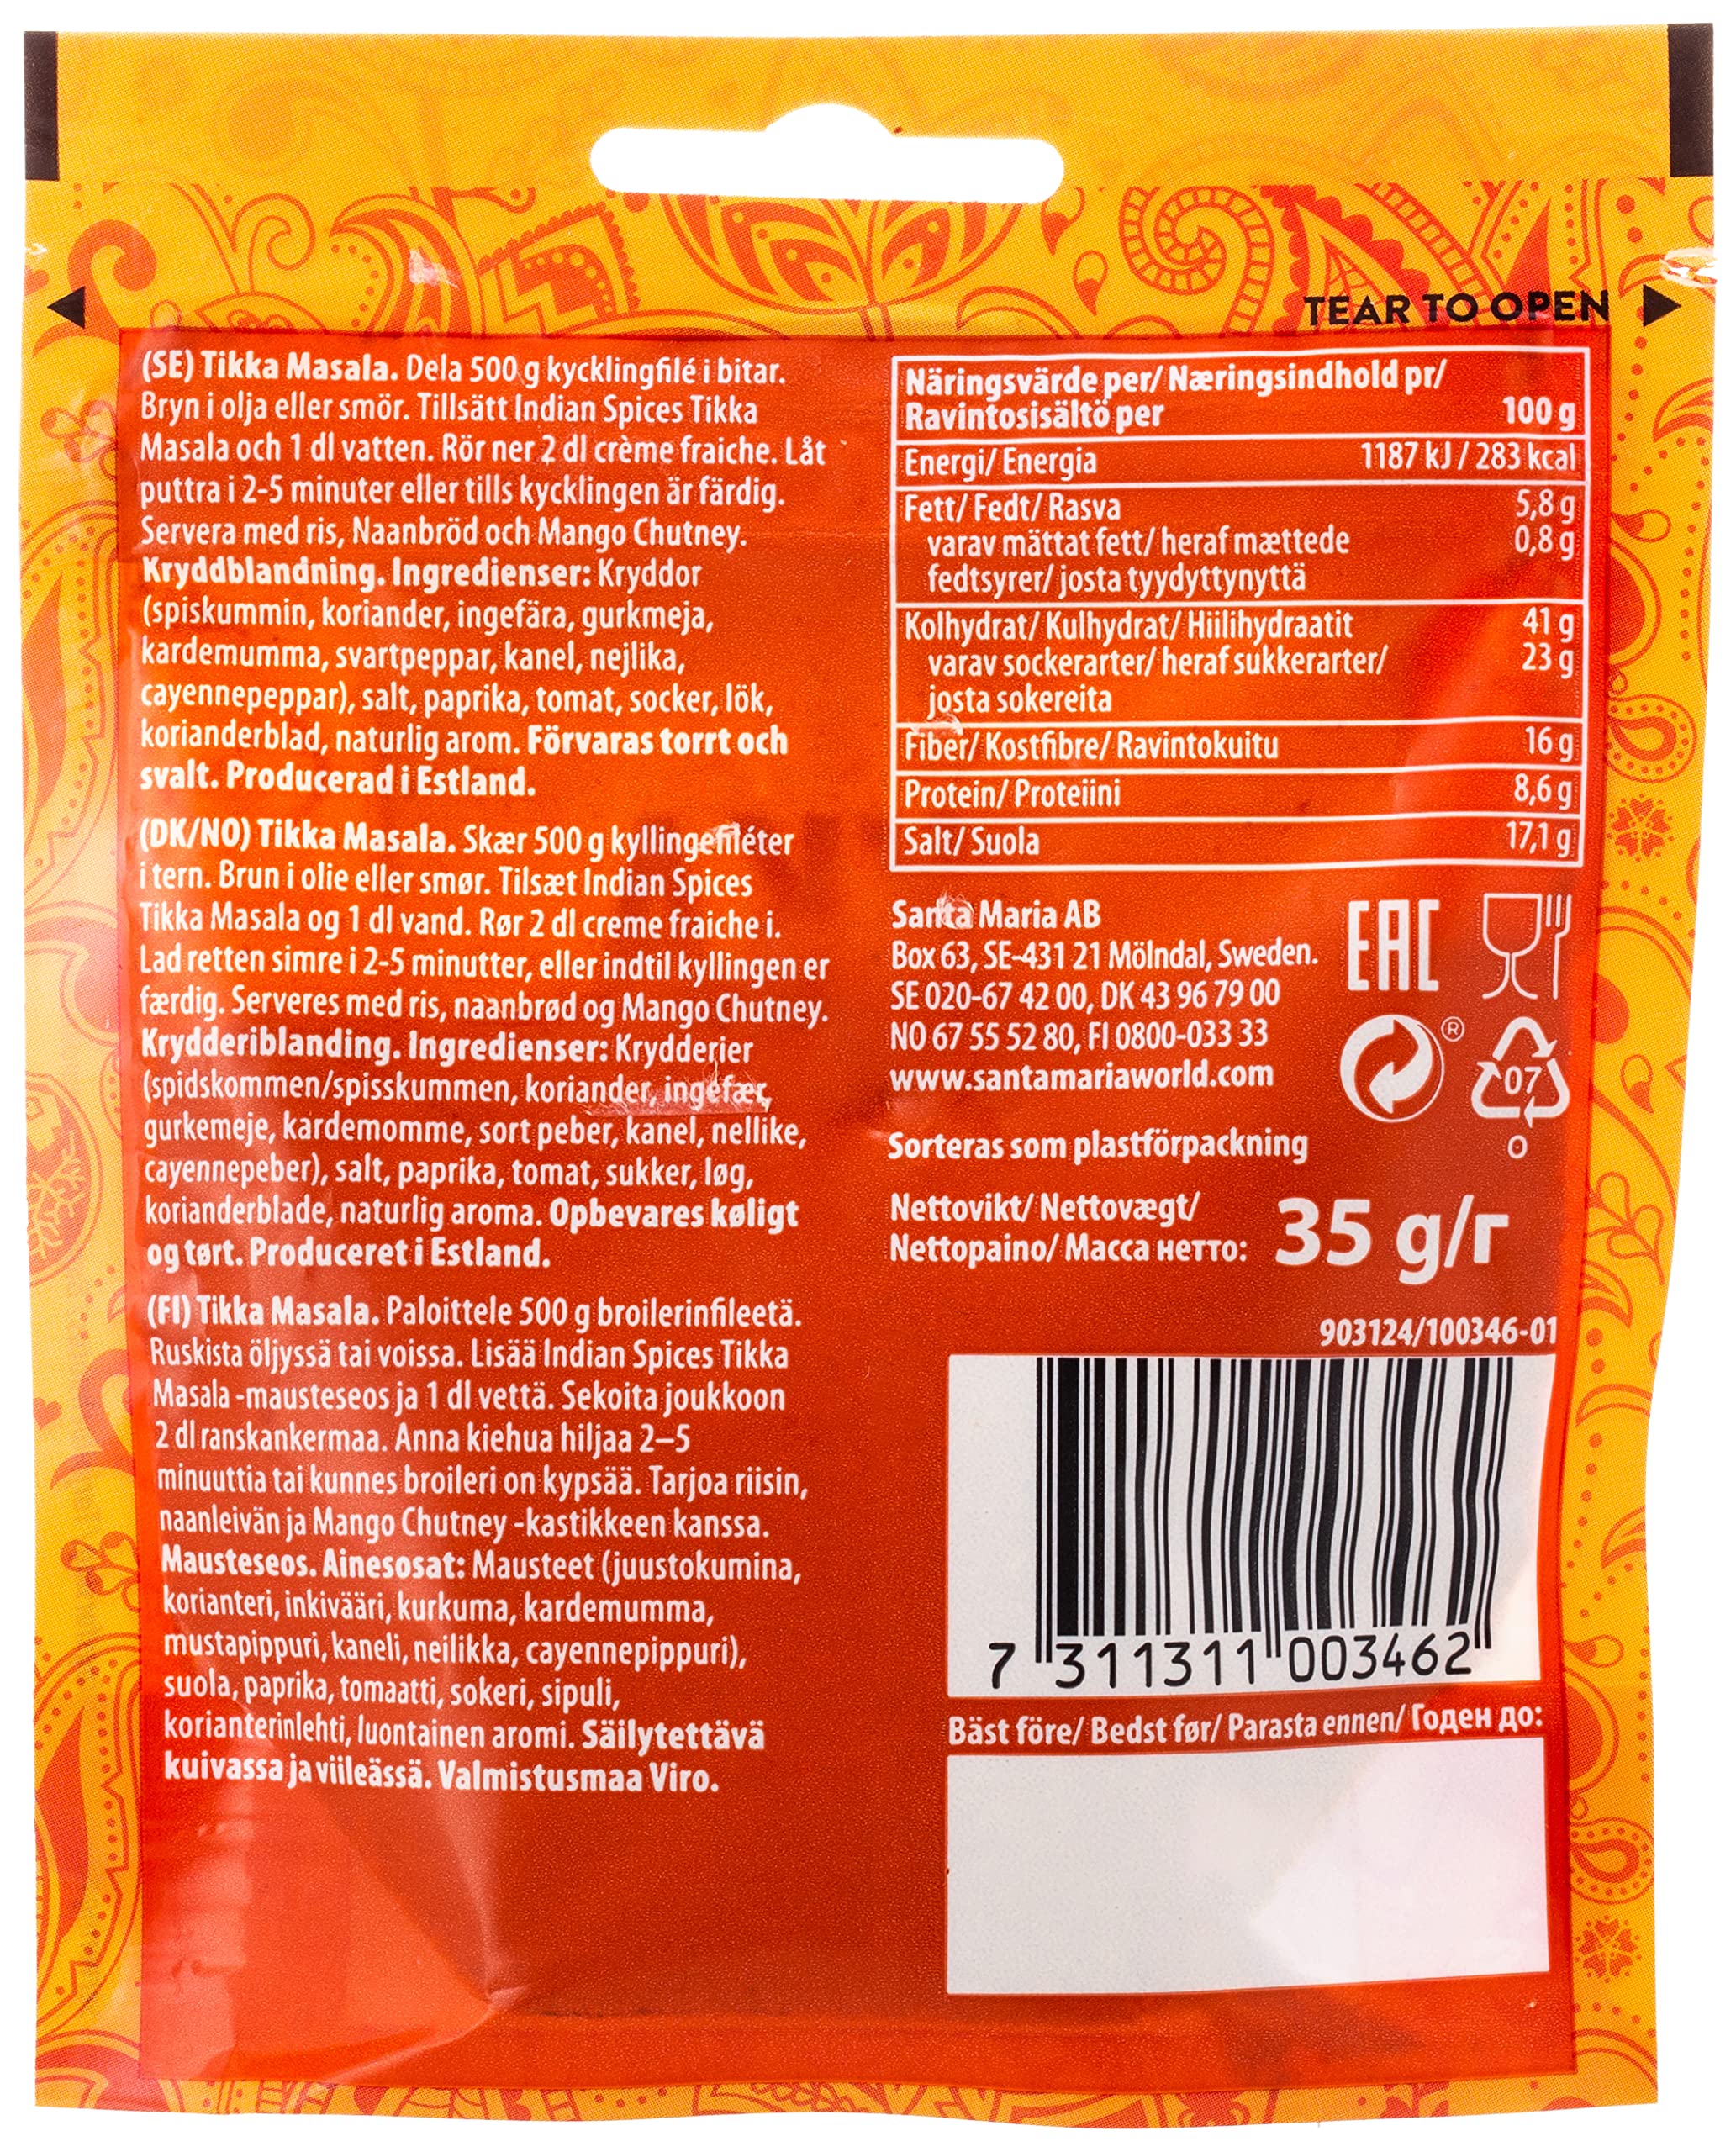 TEAR TO OPEN
(SE) Tikka Masala. Dela 500 g kycklingfilé i bitar.
Bryn i olja eller smör. Tillsätt Indian Spices Tikka
Masala och 1 dl vatten. Rör ner 2 dl crème fraiche. Låt
puttra i 2-5 minuter eller tills kycklingen är färdig.
Servera med ris, Naanbröd och Mango Chutney.
Kryddblandning. Ingredienser: Kryddor
(spiskummin, koriander, ingefära, gurkmeja,
kardemumma, svartpeppar, kanel, nejlika,
cayennepeppar), salt, paprika, tomat, socker, lök,
korianderblad, naturlig arom. Förvaras torrt och
svalt. Producerad i Estland.
(DK/NO) Tikka Masala. Skær 500 g kyllingefiléter
i tern. Brun i olie eller smør. Tilsæt Indian Spices
Tikka Masala og 1 dl vand. Rør 2 dl creme fraiche i.
Lad retten simre i 2-5 minutter, eller indtil kyllingen er
færdig. Serveres med ris, naanbrød og Mango Chutney.
Krydderiblanding. Ingredienser: Krydderier
(spidskommen/spisskummen, koriander, ingefær,
gurkemeje, kardemomme, sort peber, kanel, nellike,
cayennepeber), salt, paprika, tomat, sukker, løg,
korianderblade, naturlig aroma. Opbevares køligt
og tørt. Produceret i Estland.
(FI) Tikka Masala. Paloittele 500 g broilerinfileetä.
Ruskista öljyssä tai voissa. Lisää Indian Spices Tikka
Masala -mausteseos ja 1 dl vettä. Sekoita joukkoon
2 dl ranskankermaa. Anna kiehua hiljaa 2–5
minuuttia tai kunnes broileri on kypsää. Tarjoa riisin,
naanleivän ja Mango Chutney -kastikkeen kanssa.
Mausteseos. Ainesosat: Mausteet (juustokumina,
korianteri, inkivääri, kurkuma, kardemumma,
mustapippuri, kaneli, neilikka, cayennepippuri),
suola, paprika, tomaatti, sokeri, sipuli,
korianterinlehti, luontainen aromi. Säilytettävä
kuivassa ja viileässä. Valmistusmaa Viro.
Näringsvärde per/ Næringsindhold pr/
Ravintosisältö per 100 g
Energi/ Energia 1187 kJ / 283 kcal
Fett/ Fedt/ Rasva 5,8 g
varav mättat fett/ heraf mættede 0,8 g
fedtsyrer/ josta tyydyttynyttä
Kolhydrat/ Kulhydrat/ Hiilihydraatit 41 g
varav sockerarter/ heraf sukkerarter/ 23 g
josta sokereita
Fiber/ Kostfibre/ Ravintokuitu 16 g
Protein/ Proteiini 8,6 g
Salt/ Suola 17,1 g
Santa Maria AB
Box 63, SE-431 21 Mölndal, Sweden.
SE 020-67 42 00, DK 43 96 79 00
NO 67 55 52 80, FI 0800-033 33
www.santamariaworld.com
EAC
®
07
O
Sorteras som plastförpackning
Nettovikt/ Nettovægt/
Nettopaino/ Масса нетто: 35 g/г
903124/100346-01
7 311311 003462
Bäst före/ Bedst før/ Parasta ennen/ Годен до: